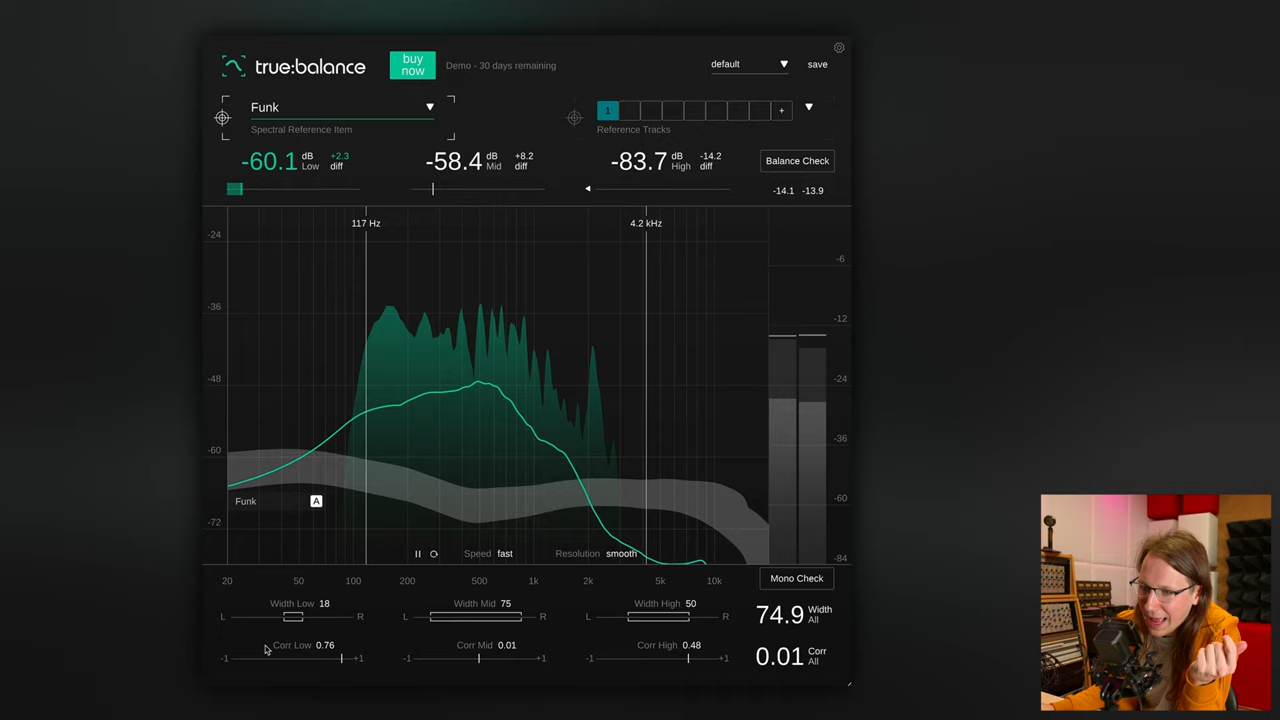 true:balance
buy now
Demo - 30 days remaining
default
save
Funk
Spectral Reference Item
1
+
Reference Tracks
-60.1 dB Low +2.3 diff
-58.4 dB Mid +8.2 diff
-83.7 dB High -14.2 diff
Balance Check
-14.1 -13.9
117 Hz
4.2 kHz
-24
-36
-48
-60
-72
-6
-12
-24
-36
-48
-60
-84
Funk A
Speed fast
Resolution smooth
20 50 100 200 500 1k 2k 5k 10k
Mono Check
Width Low 18
L R
Width Mid 75
L R
Width High 50
L R
74.9 Width All
Corr Low 0.76
-1 +1
Corr Mid 0.01
-1 +1
Corr High 0.48
-1 +1
0.01 Corr All